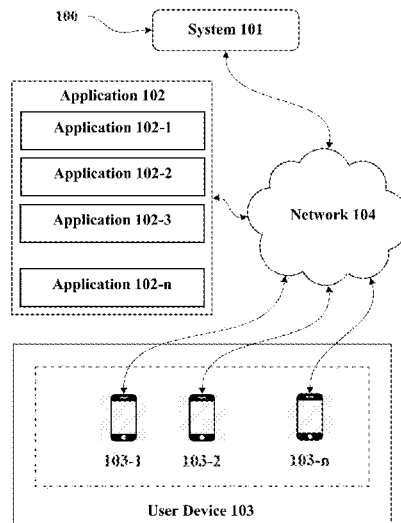 100
System 101
Application 102
Application 102-1
Application 102-2
Application 102-3
Application 102-n
Network 104
103-1
103-2
103-n
User Device 103